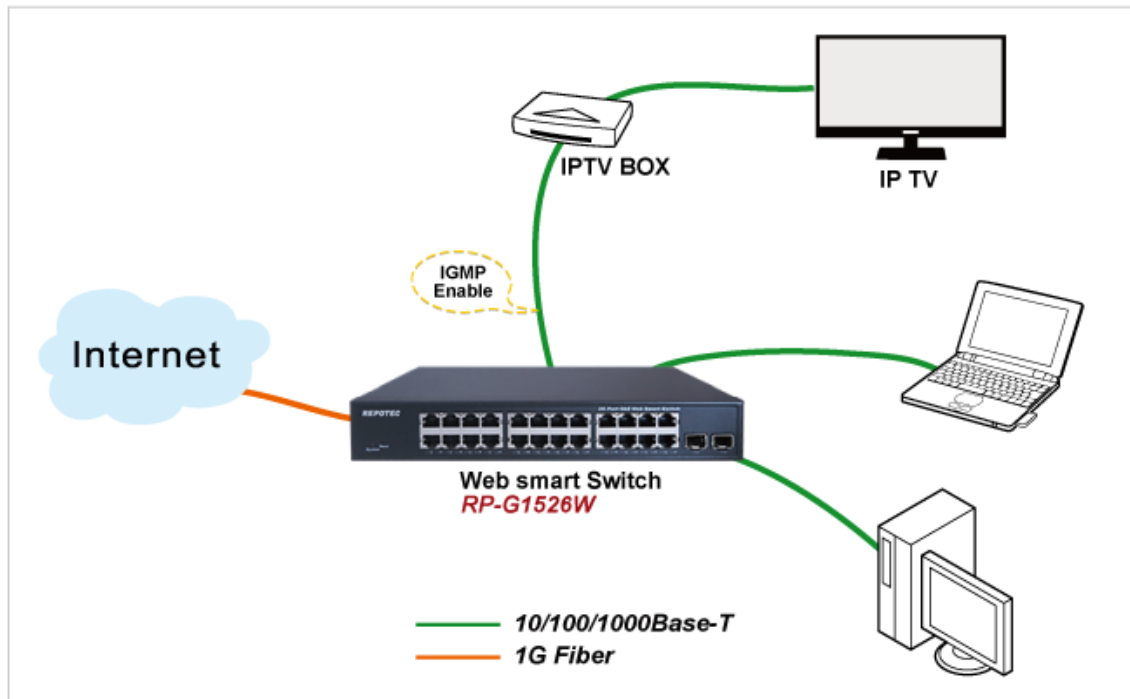 IPTV BOX
IP TV
IGMP
Enable
Internet
REPOTEC
Web smart Switch
RP-G1526W
10/100/1000Base-T
1G Fiber